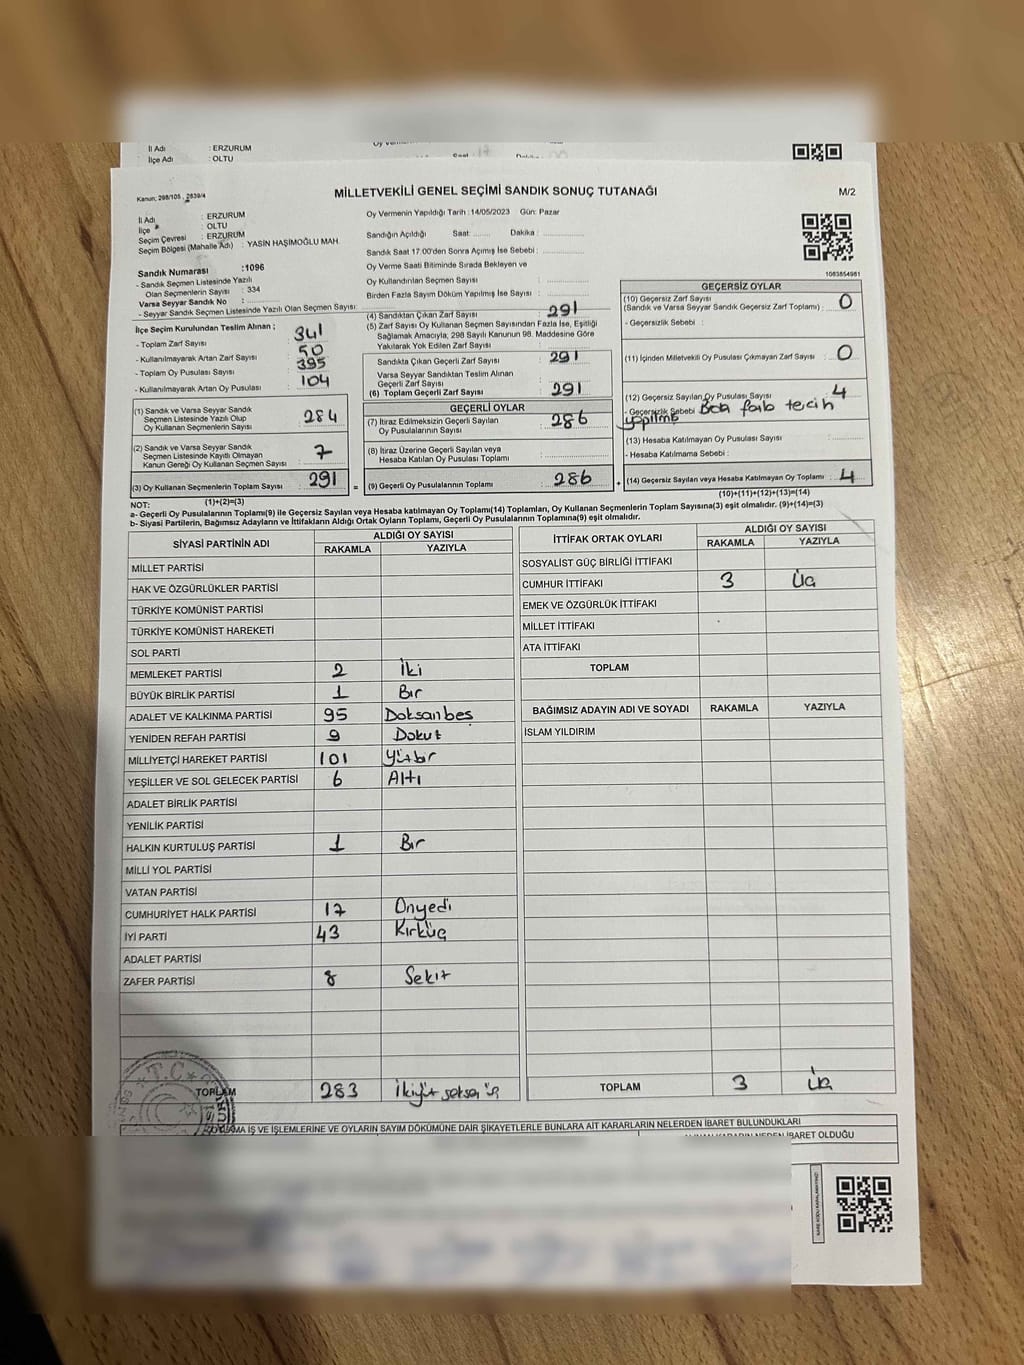 İl Adı : ERZURUM
İlçe Adı : OLTU
Kanun; 298/105 , 2839/4
MİLLETVEKİLİ GENEL SEÇİMİ SANDIK SONUÇ TUTANAĞI
M/2
İl Adı : ERZURUM
İlçe : OLTU
Seçim Çevresi : ERZURUM
Seçim Bölgesi (Mahalle Adı) : YASİN HAŞİMOĞLU MAH.
Sandık Numarası :1096
- Sandık Seçmen Listesinde Yazılı
Olan Seçmenlerin Sayısı : 334
Varsa Seyyar Sandık No :
- Seyyar Sandık Seçmen Listesinde Yazılı Olan Seçmen Sayısı:
İlçe Seçim Kurulundan Teslim Alınan ;
- Toplam Zarf Sayısı : 341
- Kullanılmayarak Artan Zarf Sayısı : 50
- Toplam Oy Pusulası Sayısı : 395
- Kullanılmayarak Artan Oy Pusulası : 104
(1) Sandık ve Varsa Seyyar Sandık
Seçmen Listesinde Yazılı Olup
Oy Kullanan Seçmenlerin Sayısı : 284
(2) Sandık ve Varsa Seyyar Sandık
Seçmen Listesinde Kayıtlı Olmayan
Kanun Gereği Oy Kullanan Seçmen Sayısı : 7
(3) Oy Kullanan Seçmenlerin Toplam Sayısı : 291
(1)+(2)=(3)
Oy Vermenin Yapıldığı Tarih :14/05/2023 Gün: Pazar
Sandığın Açıldığı Saat : Dakika :
Sandık Saat 17.00'den Sonra Açımış İse Sebebi :
Oy Verme Saati Bitiminde Sırada Bekleyen ve
Oy Kullandırılan Seçmen Sayısı :
Birden Fazla Sayım Döküm Yapılmış İse Sayısı :
(4) Sandıktan Çıkan Zarf Sayısı : 291
(5) Zarf Sayısı Oy Kullanan Seçmen Sayısından Fazla İse, Eşitliği
Sağlamak Amacıyla, 298 Sayılı Kanunun 98. Maddesine Göre
Yakılarak Yok Edilen Zarf Sayısı :
Sandıkta Çıkan Geçerli Zarf Sayısı : 291
Varsa Seyyar Sandıktan Teslim Alınan
Geçerli Zarf Sayısı :
(6) Toplam Geçerli Zarf Sayısı : 291
GEÇERLİ OYLAR
(7) İtiraz Edilmeksizin Geçerli Sayılan
Oy Pusulalarının Sayısı : 286
(8) İtiraz Üzerine Geçerli Sayılan veya
Hesaba Katılan Oy Pusulası Toplamı :
= (9) Geçerli Oy Pusulalarının Toplamı : 286
1083854961
GEÇERSİZ OYLAR
(10) Geçersiz Zarf Sayısı
(Sandık ve Varsa Seyyar Sandık Geçersiz Zarf Toplamı) : 0
- Geçersizlik Sebebi :
(11) İçinden Milletvekili Oy Pusulası Çıkmayan Zarf Sayısı : 0
(12) Geçersiz Sayılan Oy Pusulası Sayısı : 4
- Geçersizlik Sebebi fazla tercih
yapılmış
(13) Hesaba Katılmayan Oy Pusulası Sayısı :
- Hesaba Katılmama Sebebi :
+ (14) Geçersiz Sayılan veya Hesaba Katılmayan Oy Toplamı : 4
(10)+(11)+(12)+(13)=(14)
NOT:
a- Geçerli Oy Pusulalarının Toplamı(9) ile Geçersiz Sayılan veya Hesaba katılmayan Oy Toplamı(14) Toplamları, Oy Kullanan Seçmenlerin Toplam Sayısına(3) eşit olmalıdır. (9)+(14)=(3)
b- Siyasi Partilerin, Bağımsız Adayların ve İttifakların Aldığı Ortak Oyların Toplamı, Geçerli Oy Pusulalarının Toplamına(9) eşit olmalıdır.
SİYASİ PARTİNİN ADI ALDIĞI OY SAYISI
RAKAMLA YAZIYLA
MİLLET PARTİSİ
HAK VE ÖZGÜRLÜKLER PARTİSİ
TÜRKİYE KOMÜNİST PARTİSİ
TÜRKİYE KOMÜNİST HAREKETİ
SOL PARTİ
MEMLEKET PARTİSİ 2 İki
BÜYÜK BİRLİK PARTİSİ 1 Bir
ADALET VE KALKINMA PARTİSİ 95 Doksanbeş
YENİDEN REFAH PARTİSİ 9 Dokuz
MİLLİYETÇİ HAREKET PARTİSİ 101 Yüzbir
YEŞİLLER VE SOL GELECEK PARTİSİ 6 Altı
ADALET BİRLİK PARTİSİ
YENİLİK PARTİSİ
HALKIN KURTULUŞ PARTİSİ 1 Bir
MİLLİ YOL PARTİSİ
VATAN PARTİSİ
CUMHURİYET HALK PARTİSİ 17 Onyedi
İYİ PARTİ 43 Kırküç
ADALET PARTİSİ
ZAFER PARTİSİ 8 Sekiz
TOPLAM 283 İkiyüz seksen üç
İTTİFAK ORTAK OYLARI ALDIĞI OY SAYISI
RAKAMLA YAZIYLA
SOSYALİST GÜÇ BİRLİĞİ İTTİFAKI
CUMHUR İTTİFAKI 3 Üç
EMEK VE ÖZGÜRLÜK İTTİFAKI
MİLLET İTTİFAKI
ATA İTTİFAKI
TOPLAM
BAĞIMSIZ ADAYIN ADI VE SOYADI RAKAMLA YAZIYLA
İSLAM YILDIRIM
TOPLAM 3 Üç
T.C
İŞ VE İŞLEMLERİNE VE OYLARIN SAYIM DÖKÜMÜNE DAİR ŞİKAYETLERLE BUNLARA AİT KARARLARIN NELERDEN İBARET BULUNDUKLARI
NEDEN İBARET OLDUĞU